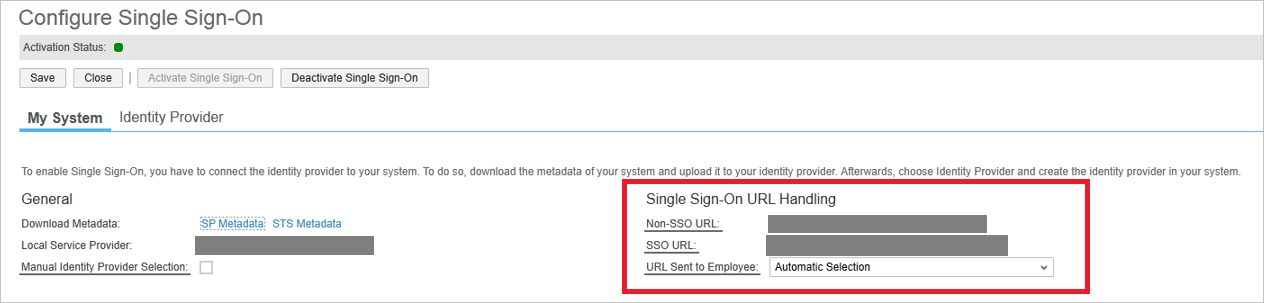 Configure Single Sign-On
Activation Status:
Save Close | Activate Single Sign-On Deactivate Single Sign-On
My System Identity Provider
To enable Single Sign-On, you have to connect the identity provider to your system. To do so, download the metadata of your system and upload it to your identity provider. Afterwards, choose Identity Provider and create the identity provider in your system.
General
Download Metadata: SP Metadata STS Metadata
Local Service Provider:
Manual Identity Provider Selection:
Single Sign-On URL Handling
Non-SSO URL:
SSO URL:
URL Sent to Employee: Automatic Selection